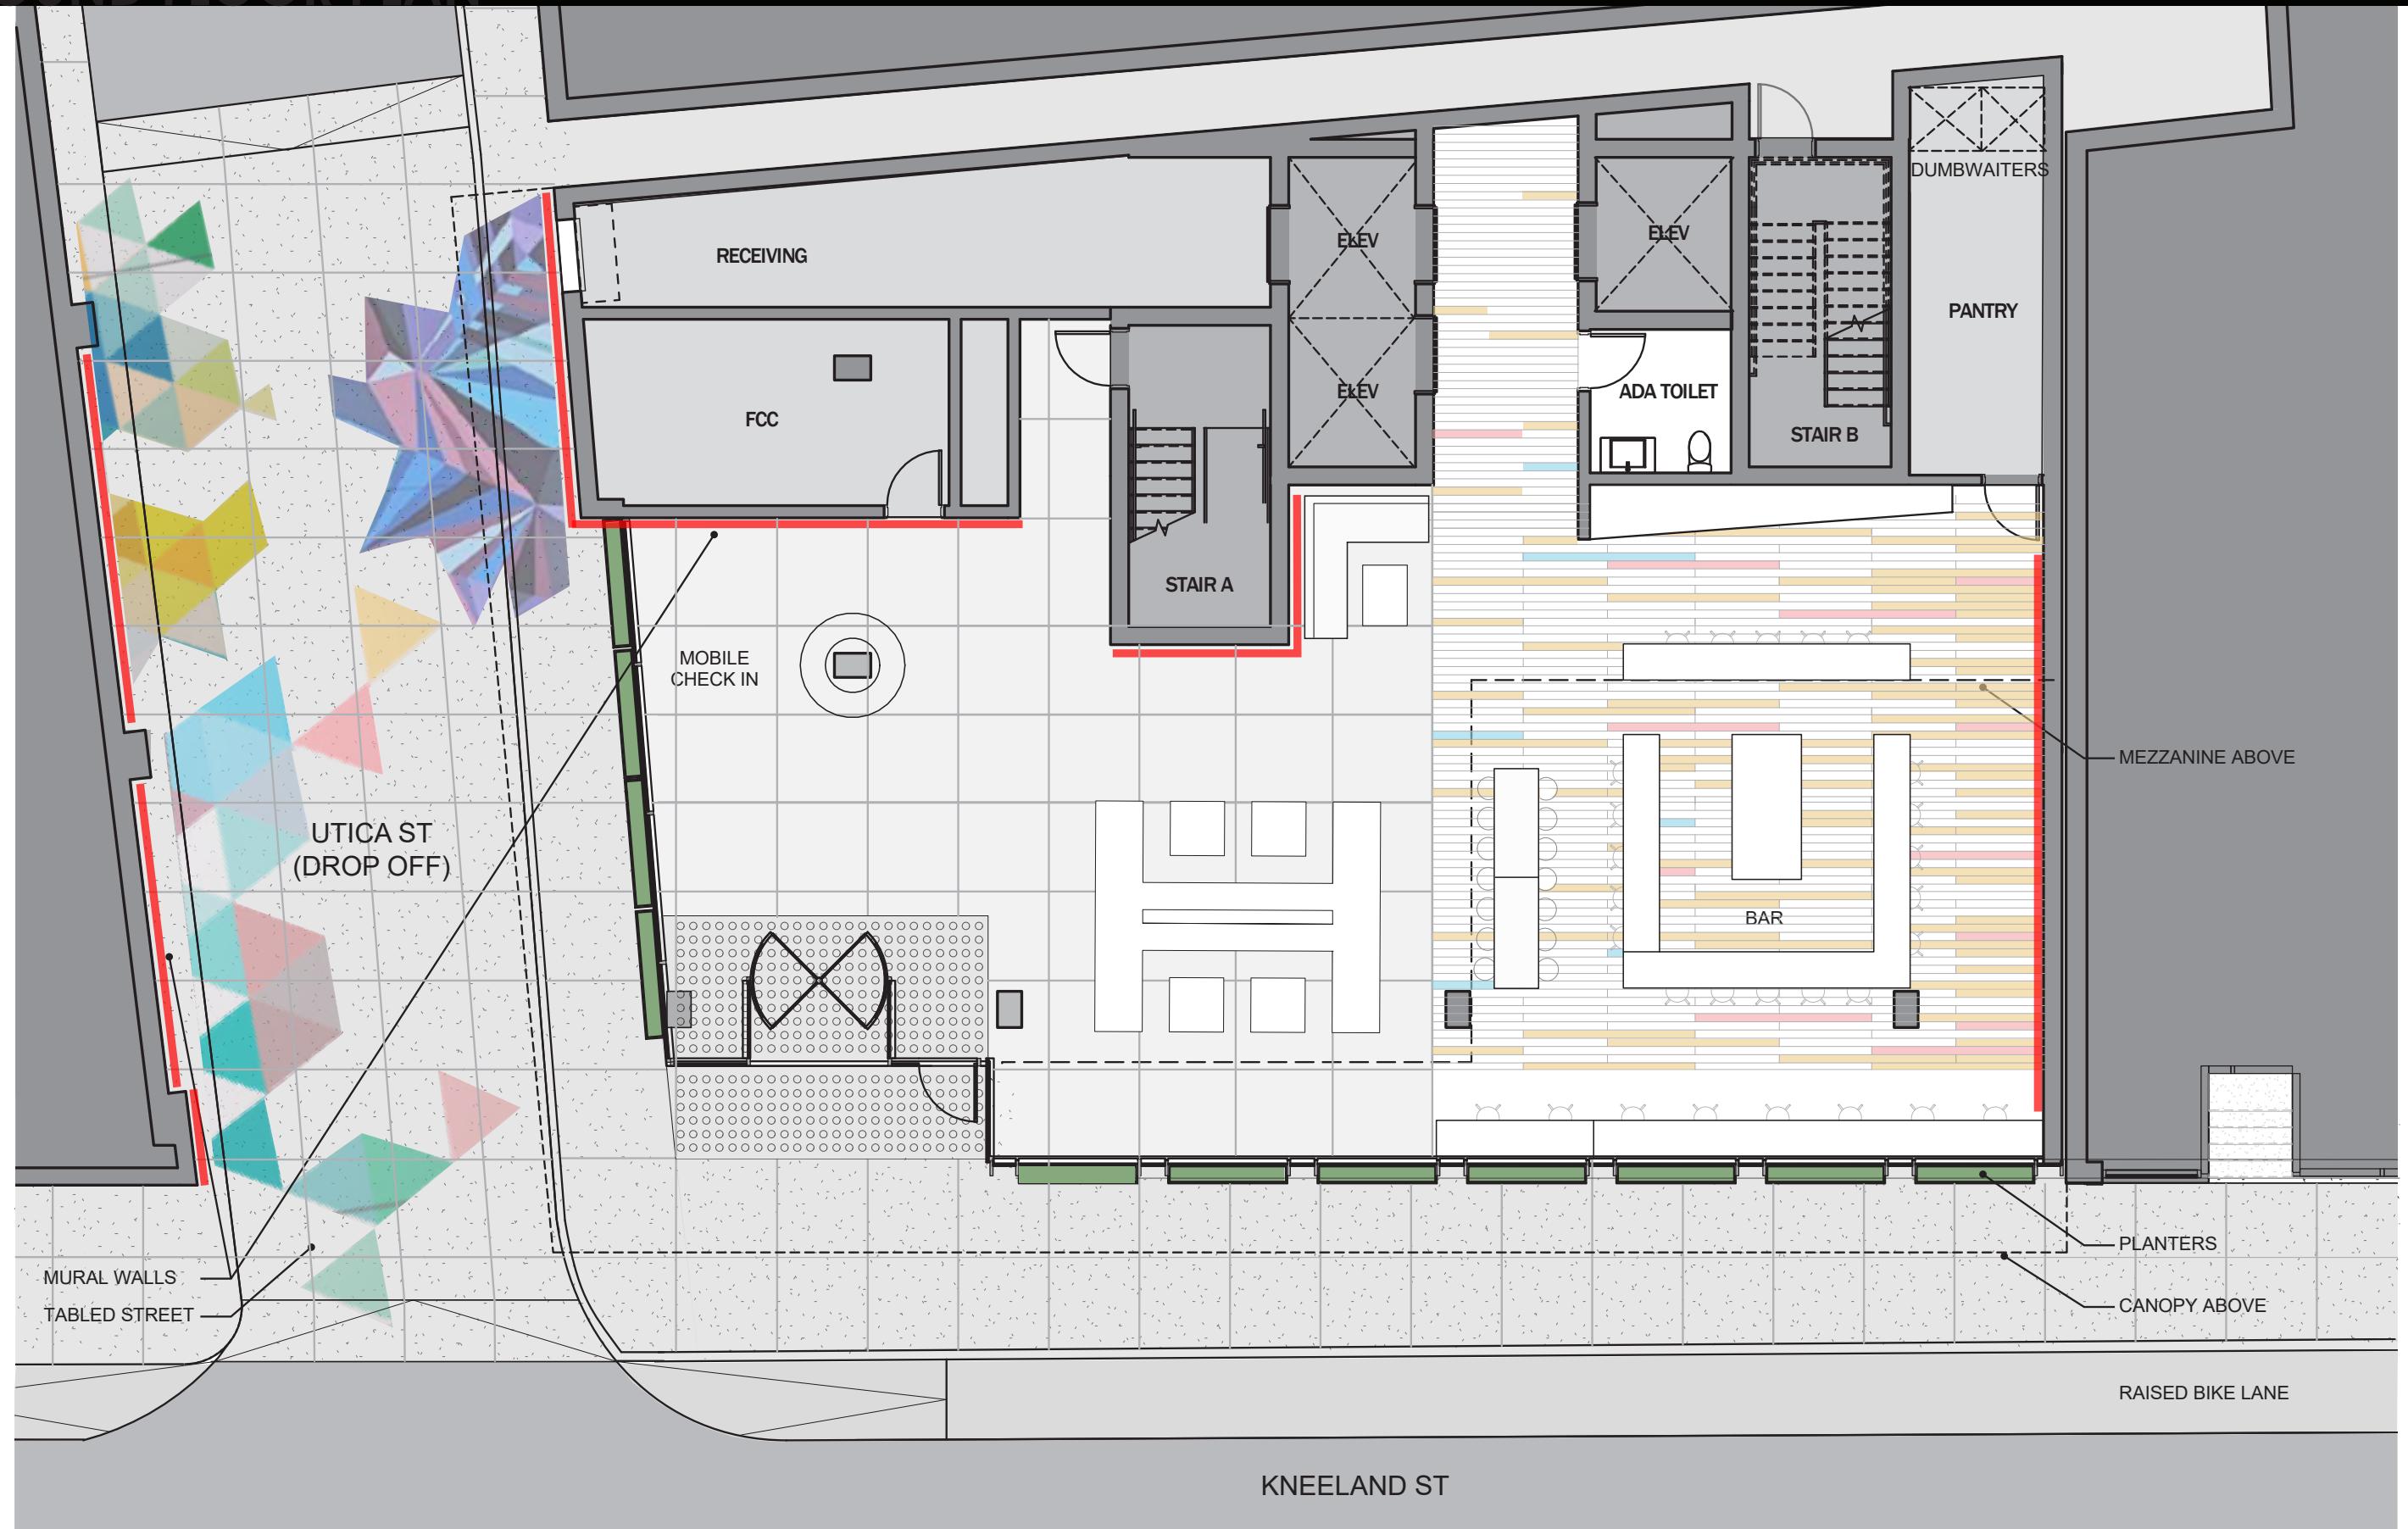 DUMBWAITERS
ELEV
ELEV
RECEIVING
PANTRY
ELEV
ADA TOILET
FCC
STAIR B
STAIR A
MOBILE
CHECK IN
MEZZANINE ABOVE
UTICA ST
(DROP OFF)
BAR
PLANTERS
MURAL WALLS
CANOPY ABOVE
TABLED STREET
RAISED BIKE LANE
KNEELAND ST